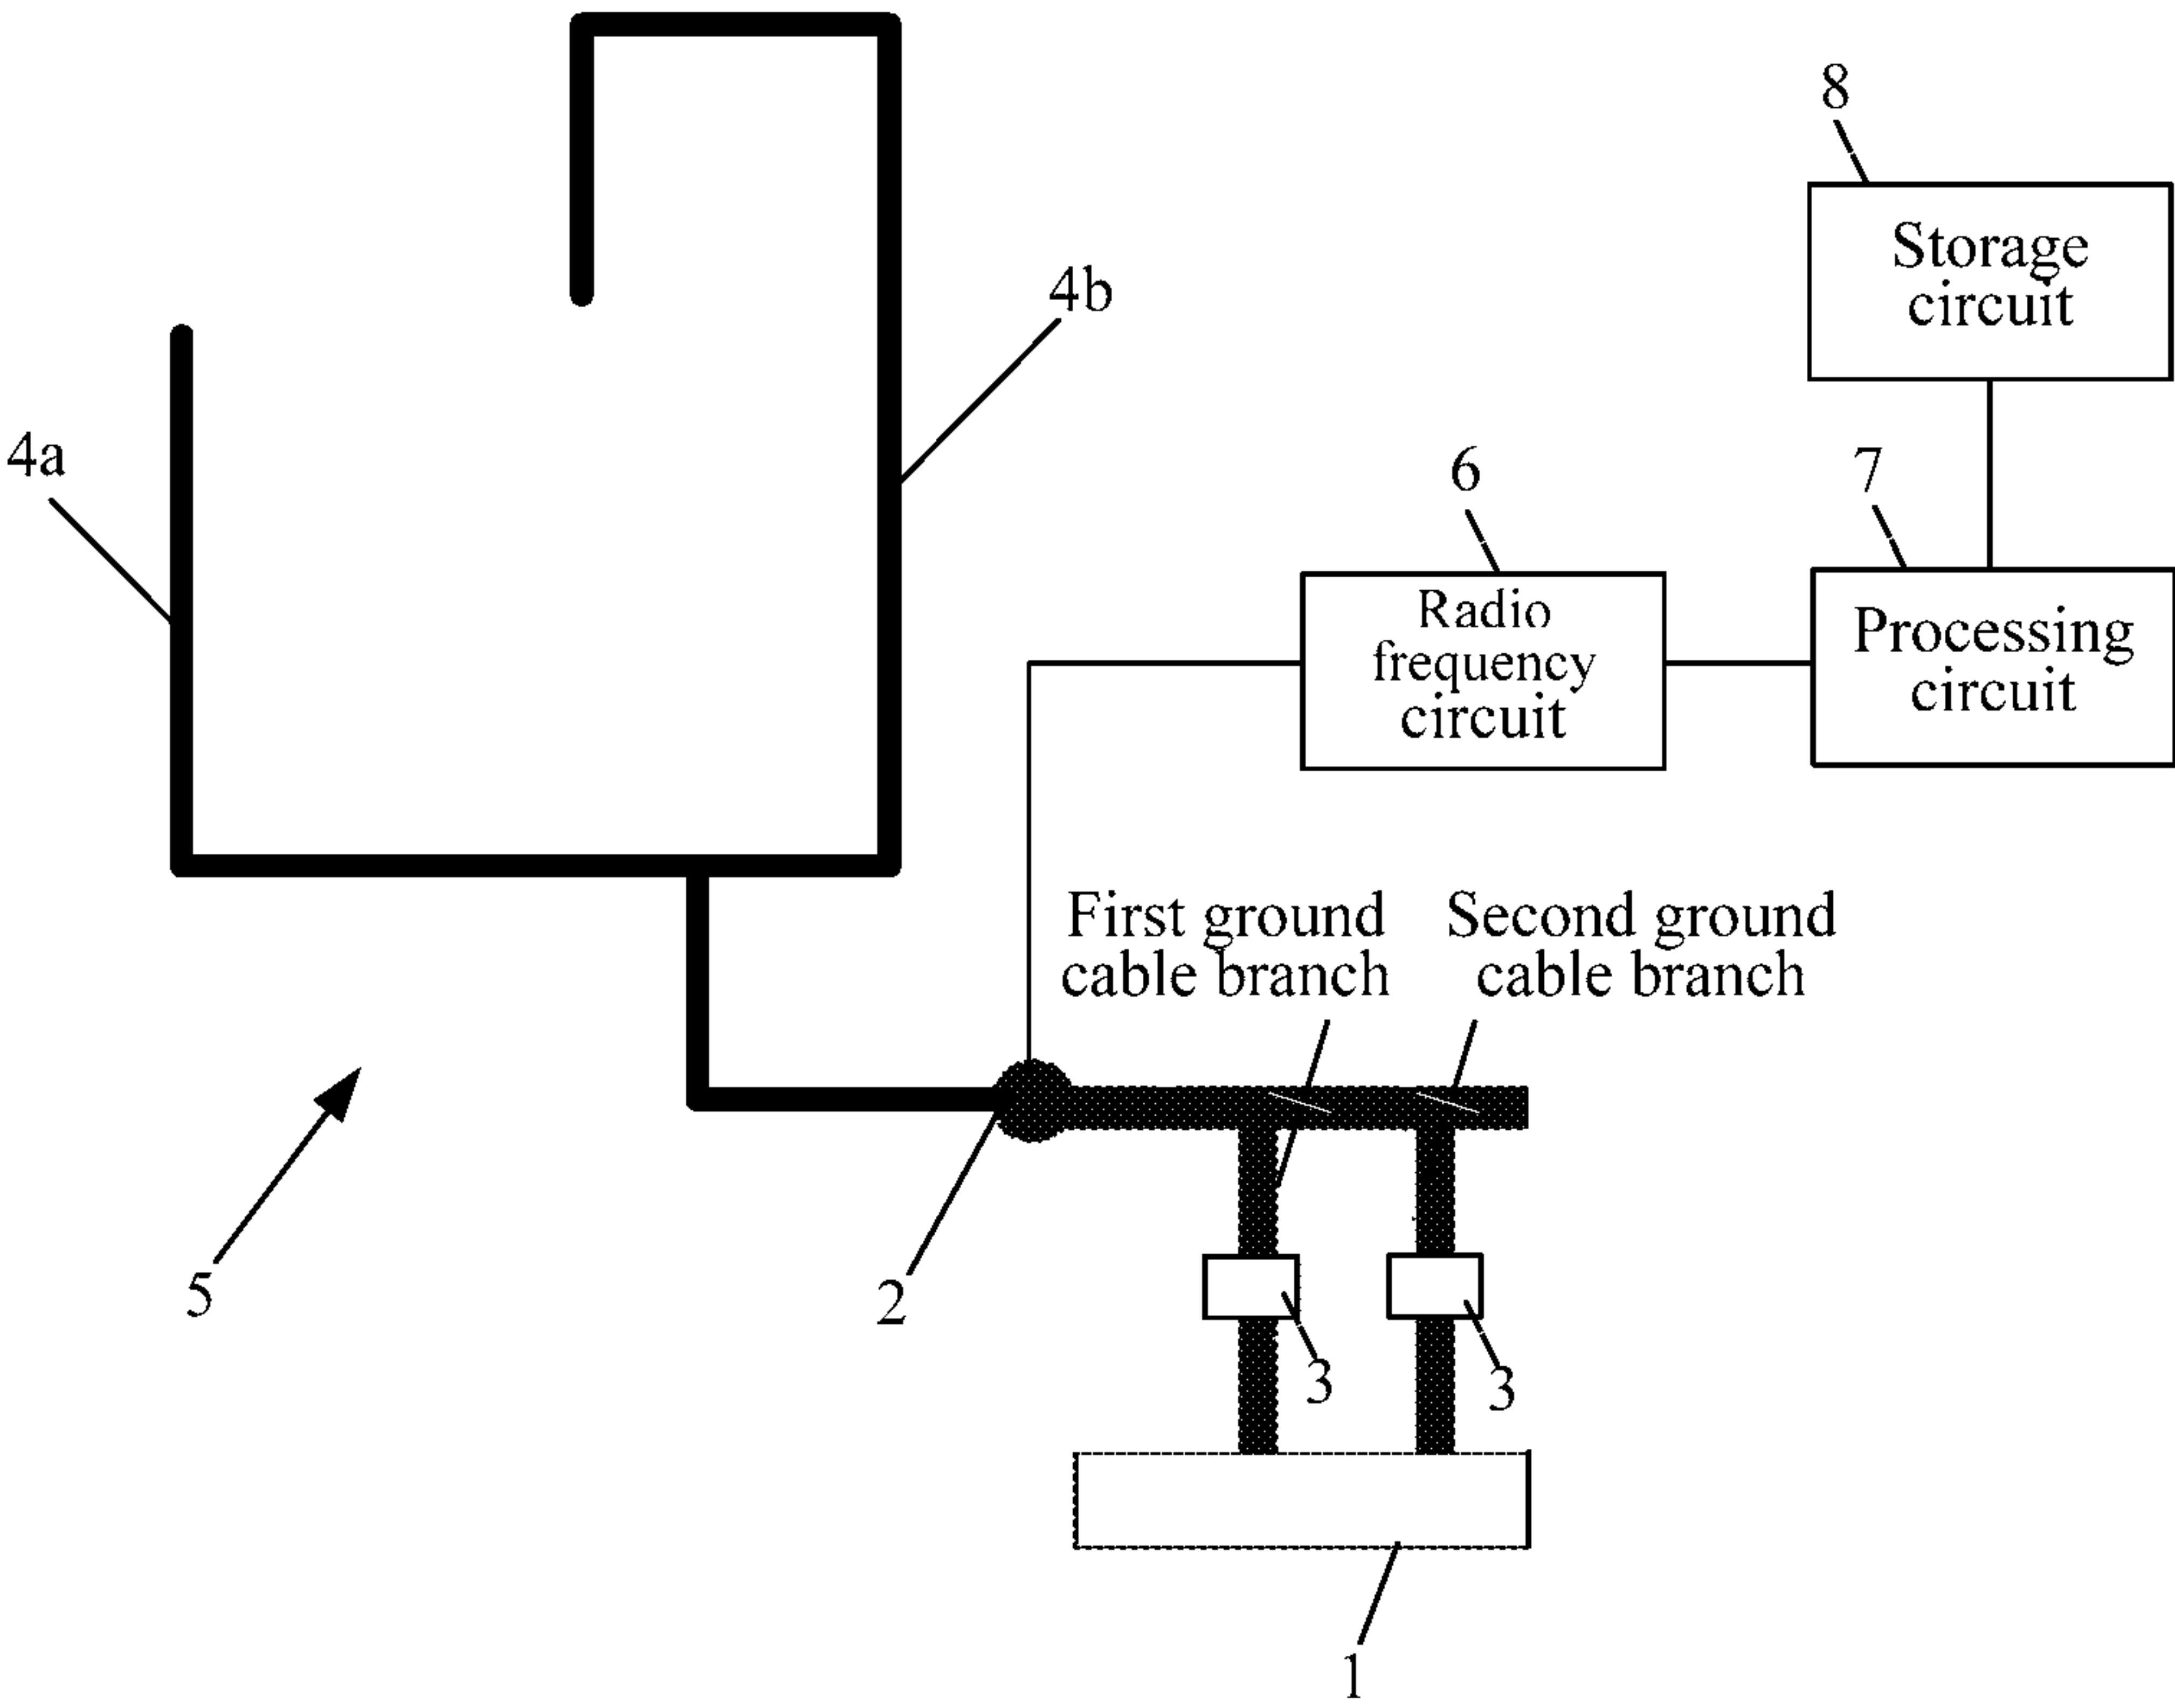 8
Storage
circuit
4b
4a
6
7
Radio
frequency
circuit
Processing
circuit
First ground
cable branch
Second ground
cable branch
5
2
3
3
1